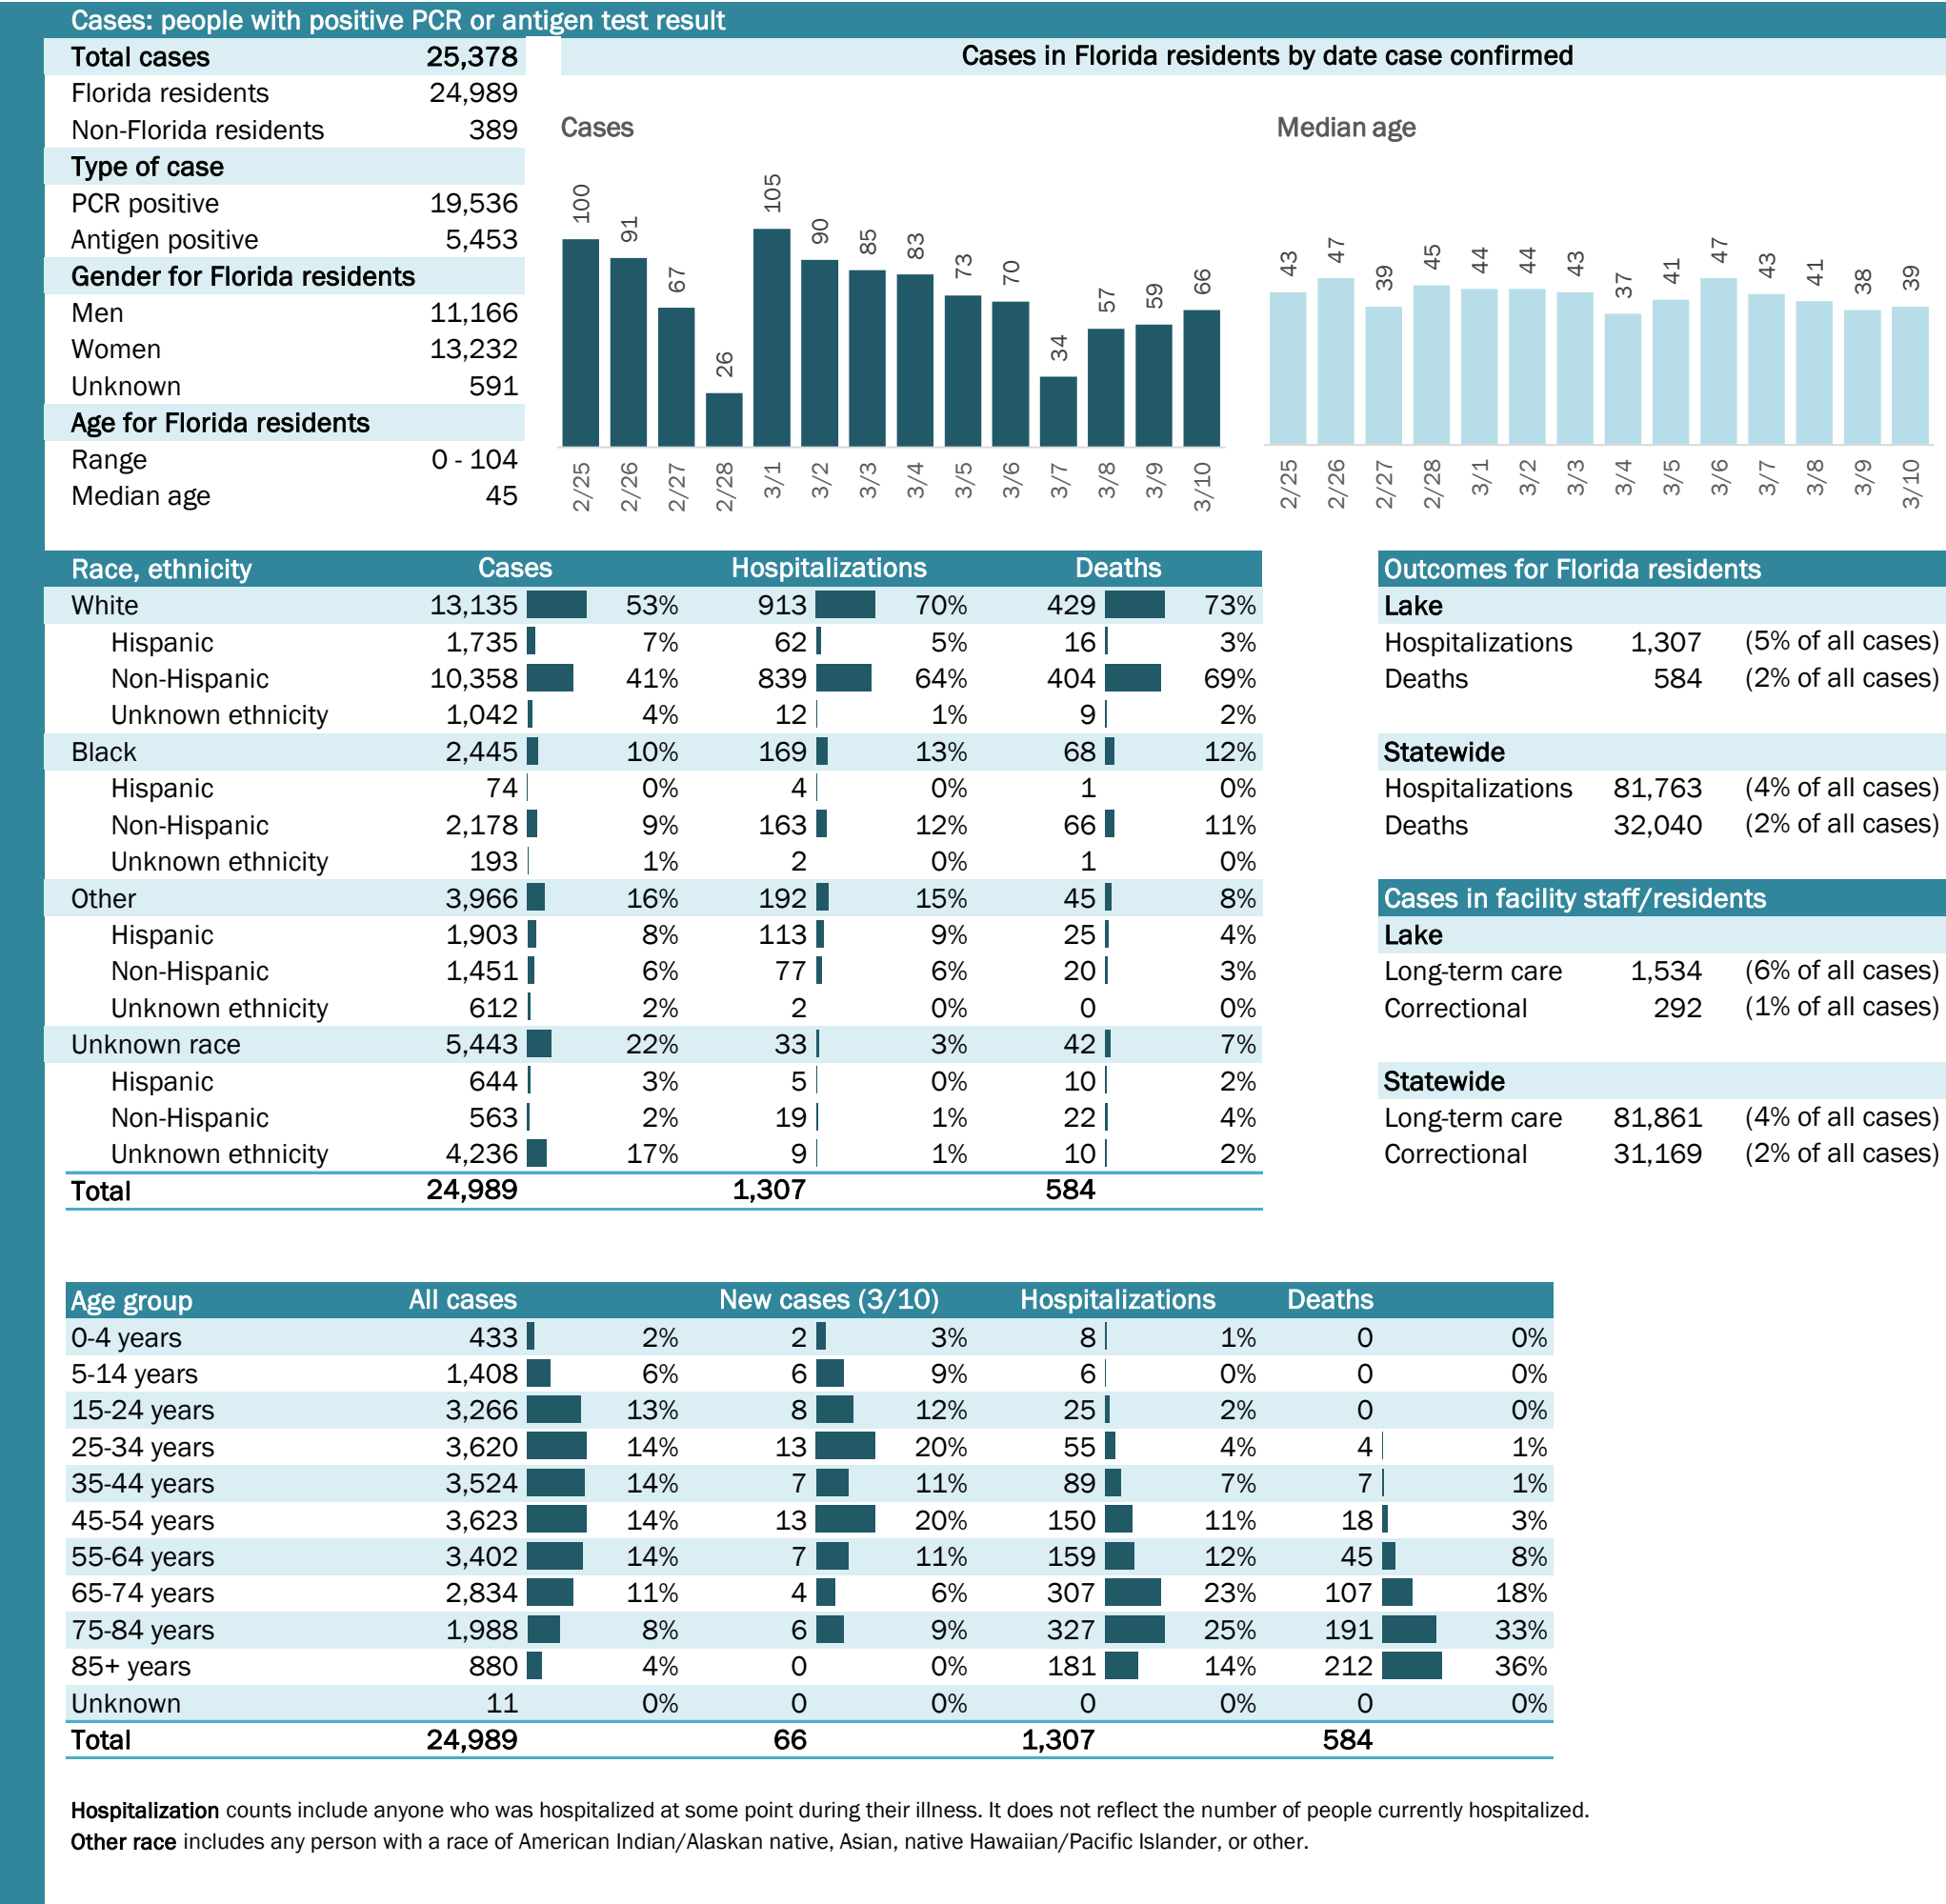 Cases: people with positive PCR or antigen test result
Total cases 25,378
Florida residents 24,989
Non-Florida residents 389
Type of case
PCR positive 19,536
Antigen positive 5,453
Gender for Florida residents
Men 11,166
Women 13,232
Unknown 591
Age for Florida residents
Range 0 - 104
Median age 45
Cases in Florida residents by date case confirmed
Cases
100 91 67 26 105 90 85 83 73 70 34 57 59 66
2/25 2/26 2/27 2/28 3/1 3/2 3/3 3/4 3/5 3/6 3/7 3/8 3/9 3/10
Median age
43 47 39 45 44 44 43 37 41 47 43 41 38 39
2/25 2/26 2/27 2/28 3/1 3/2 3/3 3/4 3/5 3/6 3/7 3/8 3/9 3/10
Race, ethnicity Cases Hospitalizations Deaths
White 13,135 53% 913 70% 429 73%
Hispanic 1,735 7% 62 5% 16 3%
Non-Hispanic 10,358 41% 839 64% 404 69%
Unknown ethnicity 1,042 4% 12 1% 9 2%
Black 2,445 10% 169 13% 68 12%
Hispanic 74 0% 4 0% 1 0%
Non-Hispanic 2,178 9% 163 12% 66 11%
Unknown ethnicity 193 1% 2 0% 1 0%
Other 3,966 16% 192 15% 45 8%
Hispanic 1,903 8% 113 9% 25 4%
Non-Hispanic 1,451 6% 77 6% 20 3%
Unknown ethnicity 612 2% 2 0% 0 0%
Unknown race 5,443 22% 33 3% 42 7%
Hispanic 644 3% 5 0% 10 2%
Non-Hispanic 563 2% 19 1% 22 4%
Unknown ethnicity 4,236 17% 9 1% 10 2%
Total 24,989 1,307 584
Outcomes for Florida residents
Lake
Hospitalizations 1,307 (5% of all cases)
Deaths 584 (2% of all cases)
Statewide
Hospitalizations 81,763 (4% of all cases)
Deaths 32,040 (2% of all cases)
Cases in facility staff/residents
Lake
Long-term care 1,534 (6% of all cases)
Correctional 292 (1% of all cases)
Statewide
Long-term care 81,861 (4% of all cases)
Correctional 31,169 (2% of all cases)
Age group All cases New cases (3/10) Hospitalizations Deaths
0-4 years 433 2% 2 3% 8 1% 0 0%
5-14 years 1,408 6% 6 9% 6 0% 0 0%
15-24 years 3,266 13% 8 12% 25 2% 0 0%
25-34 years 3,620 14% 13 20% 55 4% 4 1%
35-44 years 3,524 14% 7 11% 89 7% 7 1%
45-54 years 3,623 14% 13 20% 150 11% 18 3%
55-64 years 3,402 14% 7 11% 159 12% 45 8%
65-74 years 2,834 11% 4 6% 307 23% 107 18%
75-84 years 1,988 8% 6 9% 327 25% 191 33%
85+ years 880 4% 0 0% 181 14% 212 36%
Unknown 11 0% 0 0% 0 0% 0 0%
Total 24,989 66 1,307 584
Hospitalization counts include anyone who was hospitalized at some point during their illness. It does not reflect the number of people currently hospitalized.
Other race includes any person with a race of American Indian/Alaskan native, Asian, native Hawaiian/Pacific Islander, or other.